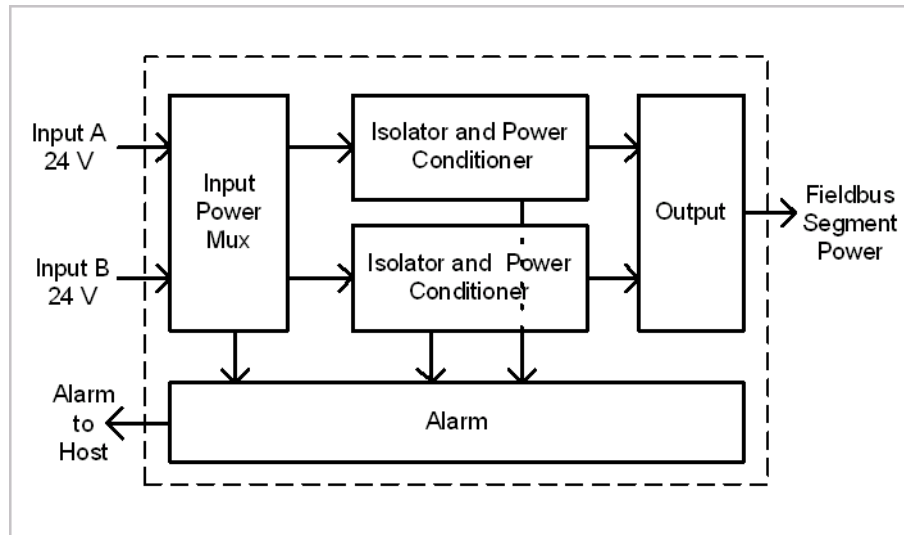 Input A
24 V
Input B
24 V
Input
Power
Mux
Isolator and Power
Conditioner
Isolator and Power
Conditioner
Output
Fieldbus
Segment
Power
Alarm
to
Host
Alarm